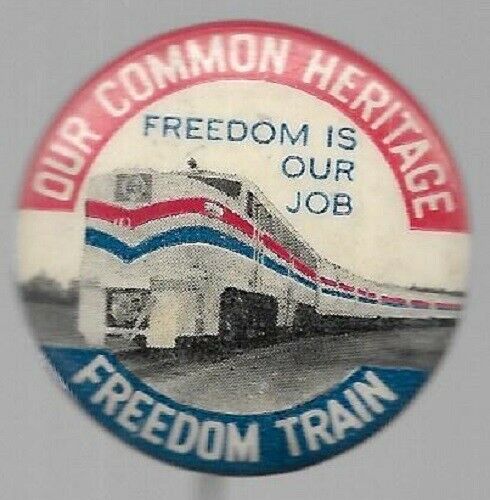 OUR COMMON HERITAGE
FREEDOM IS
OUR
JOB
FREEDOM TRAIN